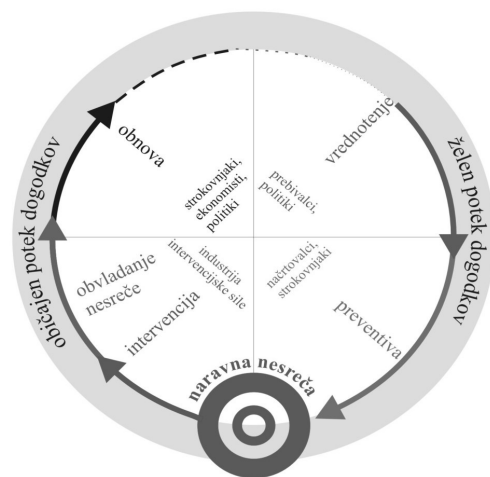 običajen potek dogodkov
želen potek dogodkov
obnova
vrednotenje
strokovnjaki,
ekonomisti,
politiki
prebivalci,
politiki
obvladanje
nesreče
intervencija
industrija
intervencijske sile
načrtovalci,
strokovnjaki
preventiva
naravna nesreča